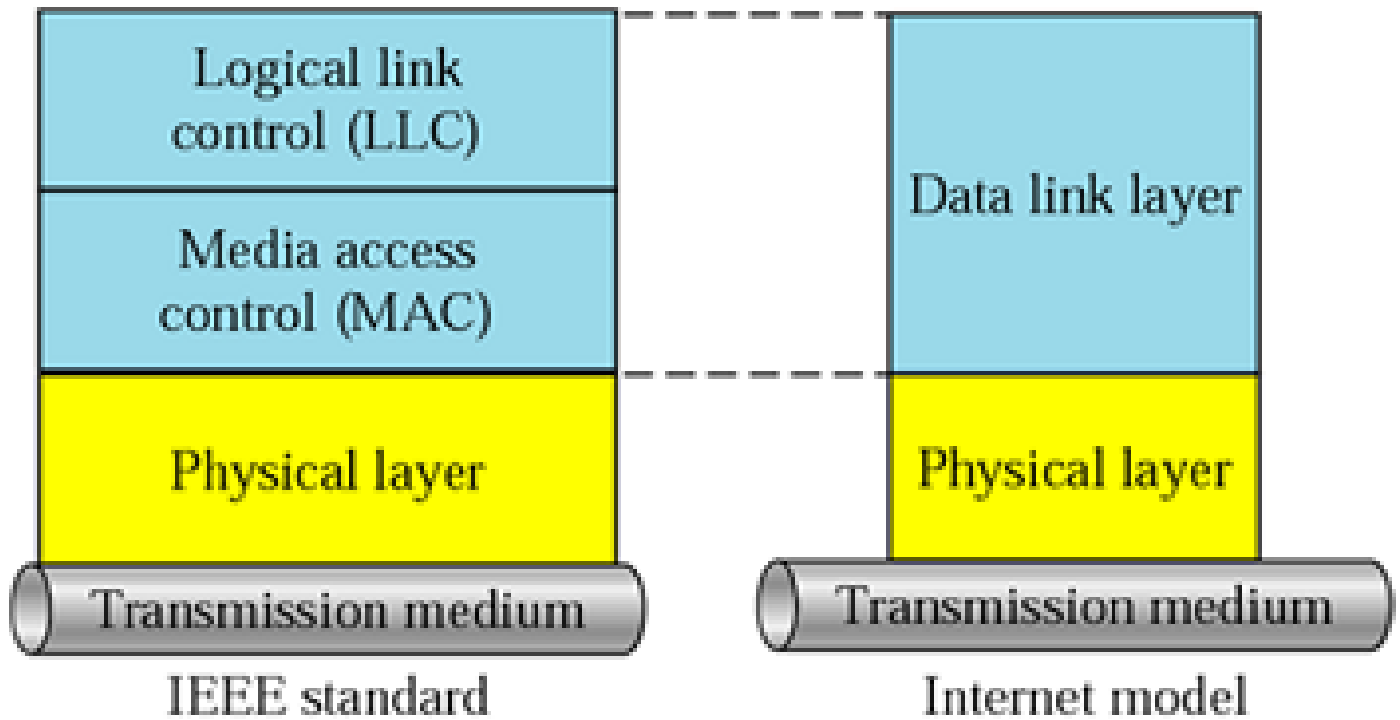 Logical link
control (LLC)
Media access
control (MAC)
Physical layer
Transmission medium
IEEE standard
Data link layer
Physical layer
Transmission medium
Internet model